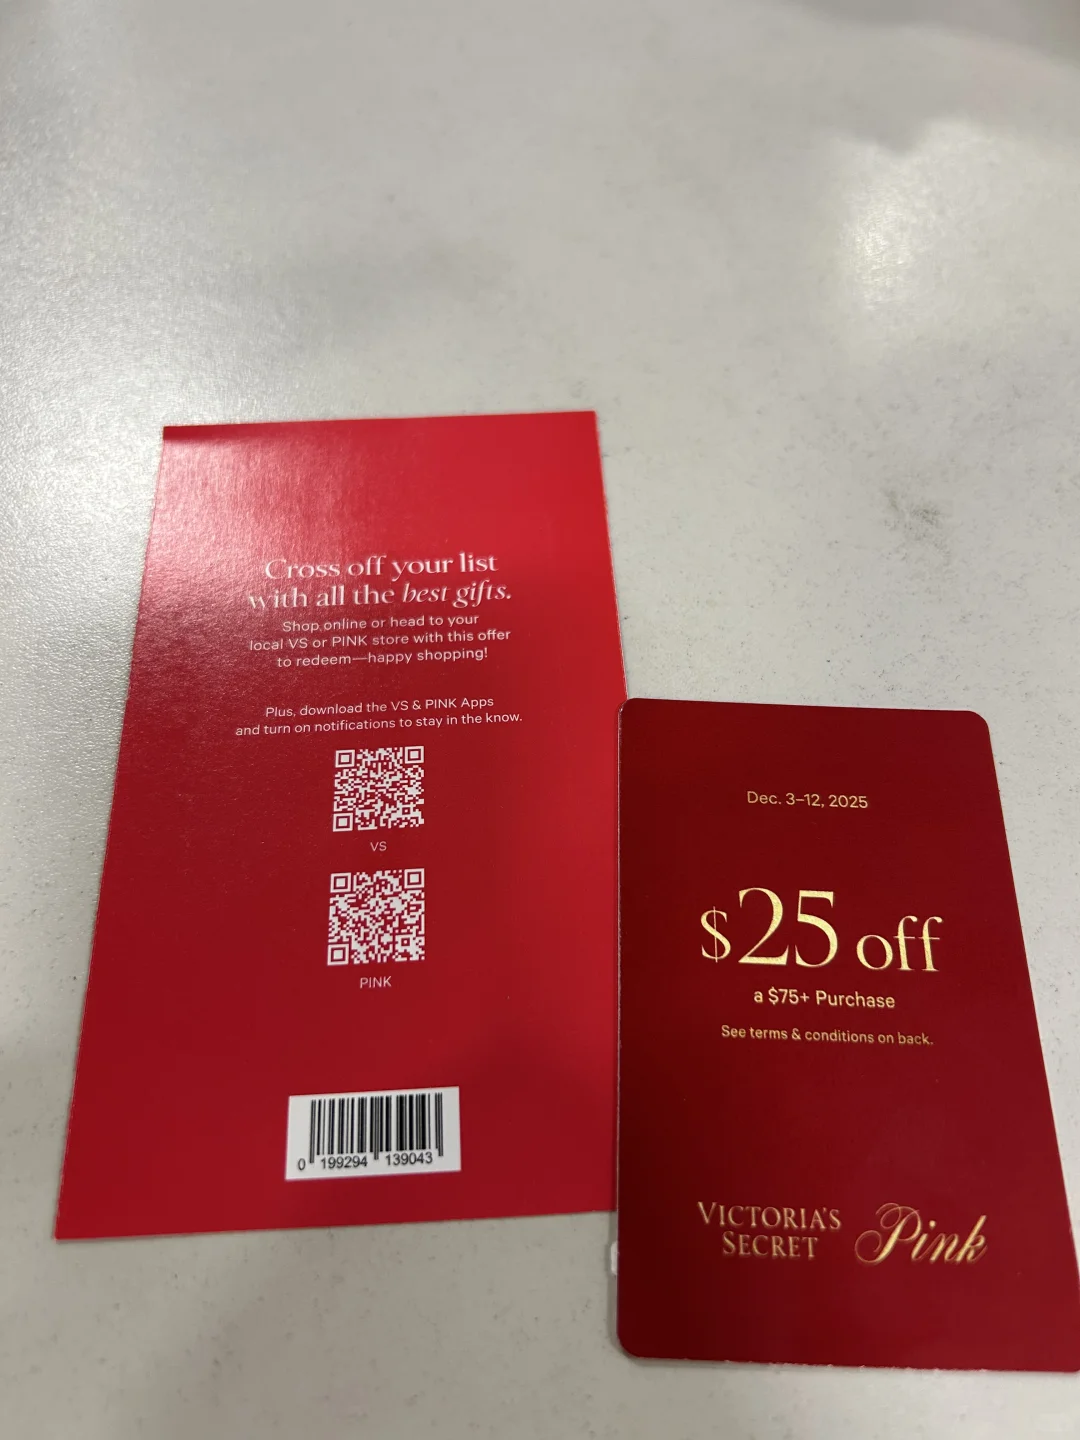 Cross off your list
with all the best gifts.
Shop online or head to your
local VS or PINK store with this offer
to redeem—happy shopping!
Plus, download the VS & PINK Apps
and turn on notifications to stay in the know.
VS
PINK
0 199294 139043
Dec. 3–12, 2025
$25 off
a $75+ Purchase
See terms & conditions on back.
VICTORIA'S
SECRET
Pink